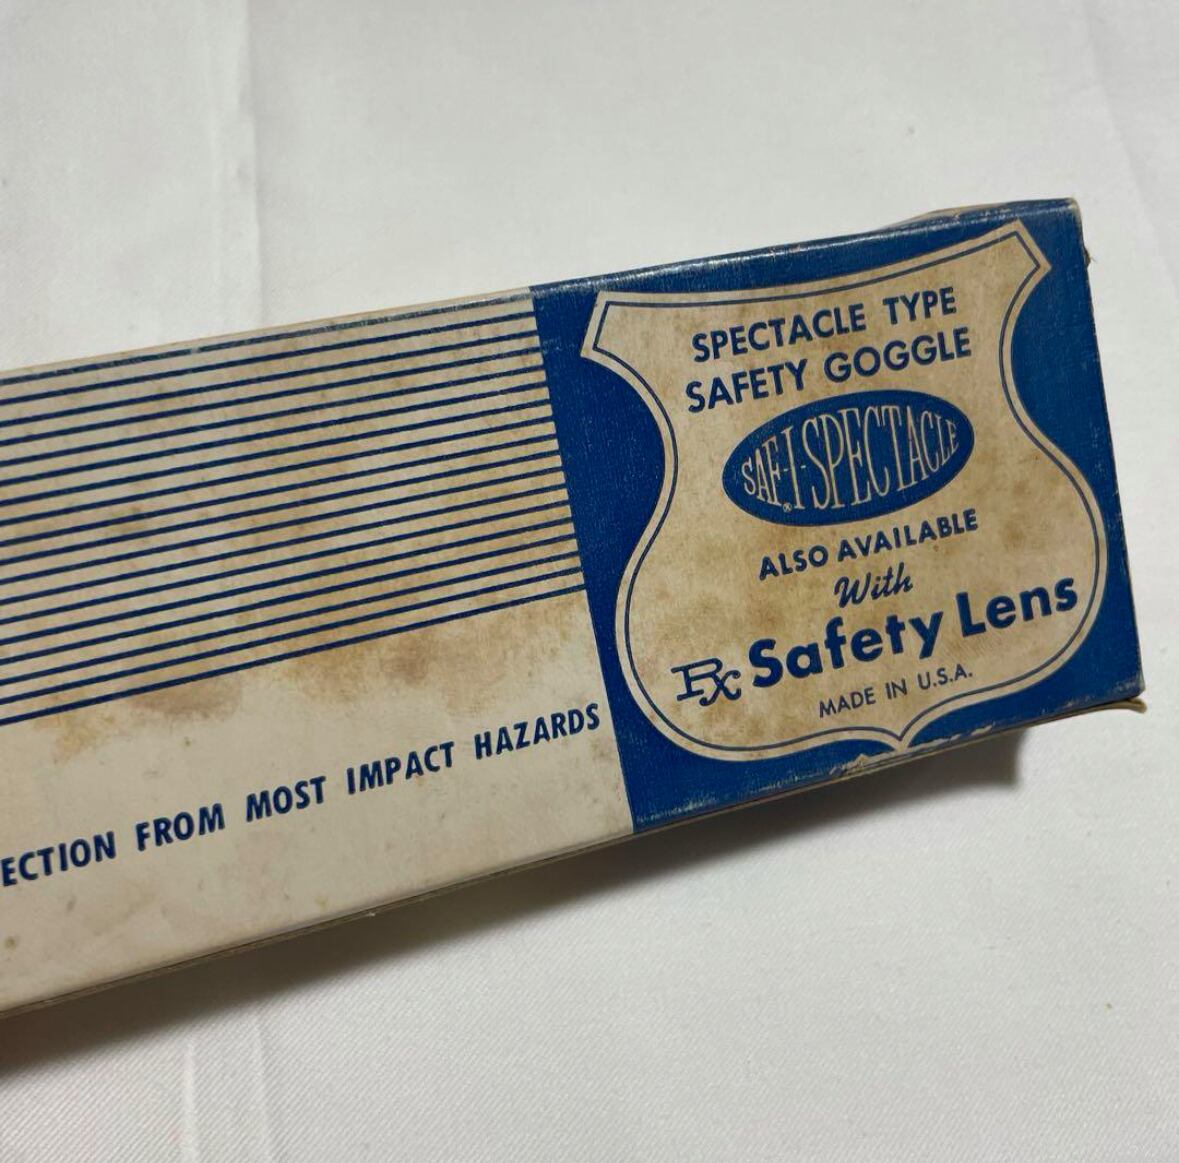 SPECTACLE TYPE
SAFETY GOGGLE
SAF-I-SPECTACLE
®
ALSO AVAILABLE
With
Rx Safety Lens
MADE IN U.S.A.
ECTION FROM MOST IMPACT HAZARDS